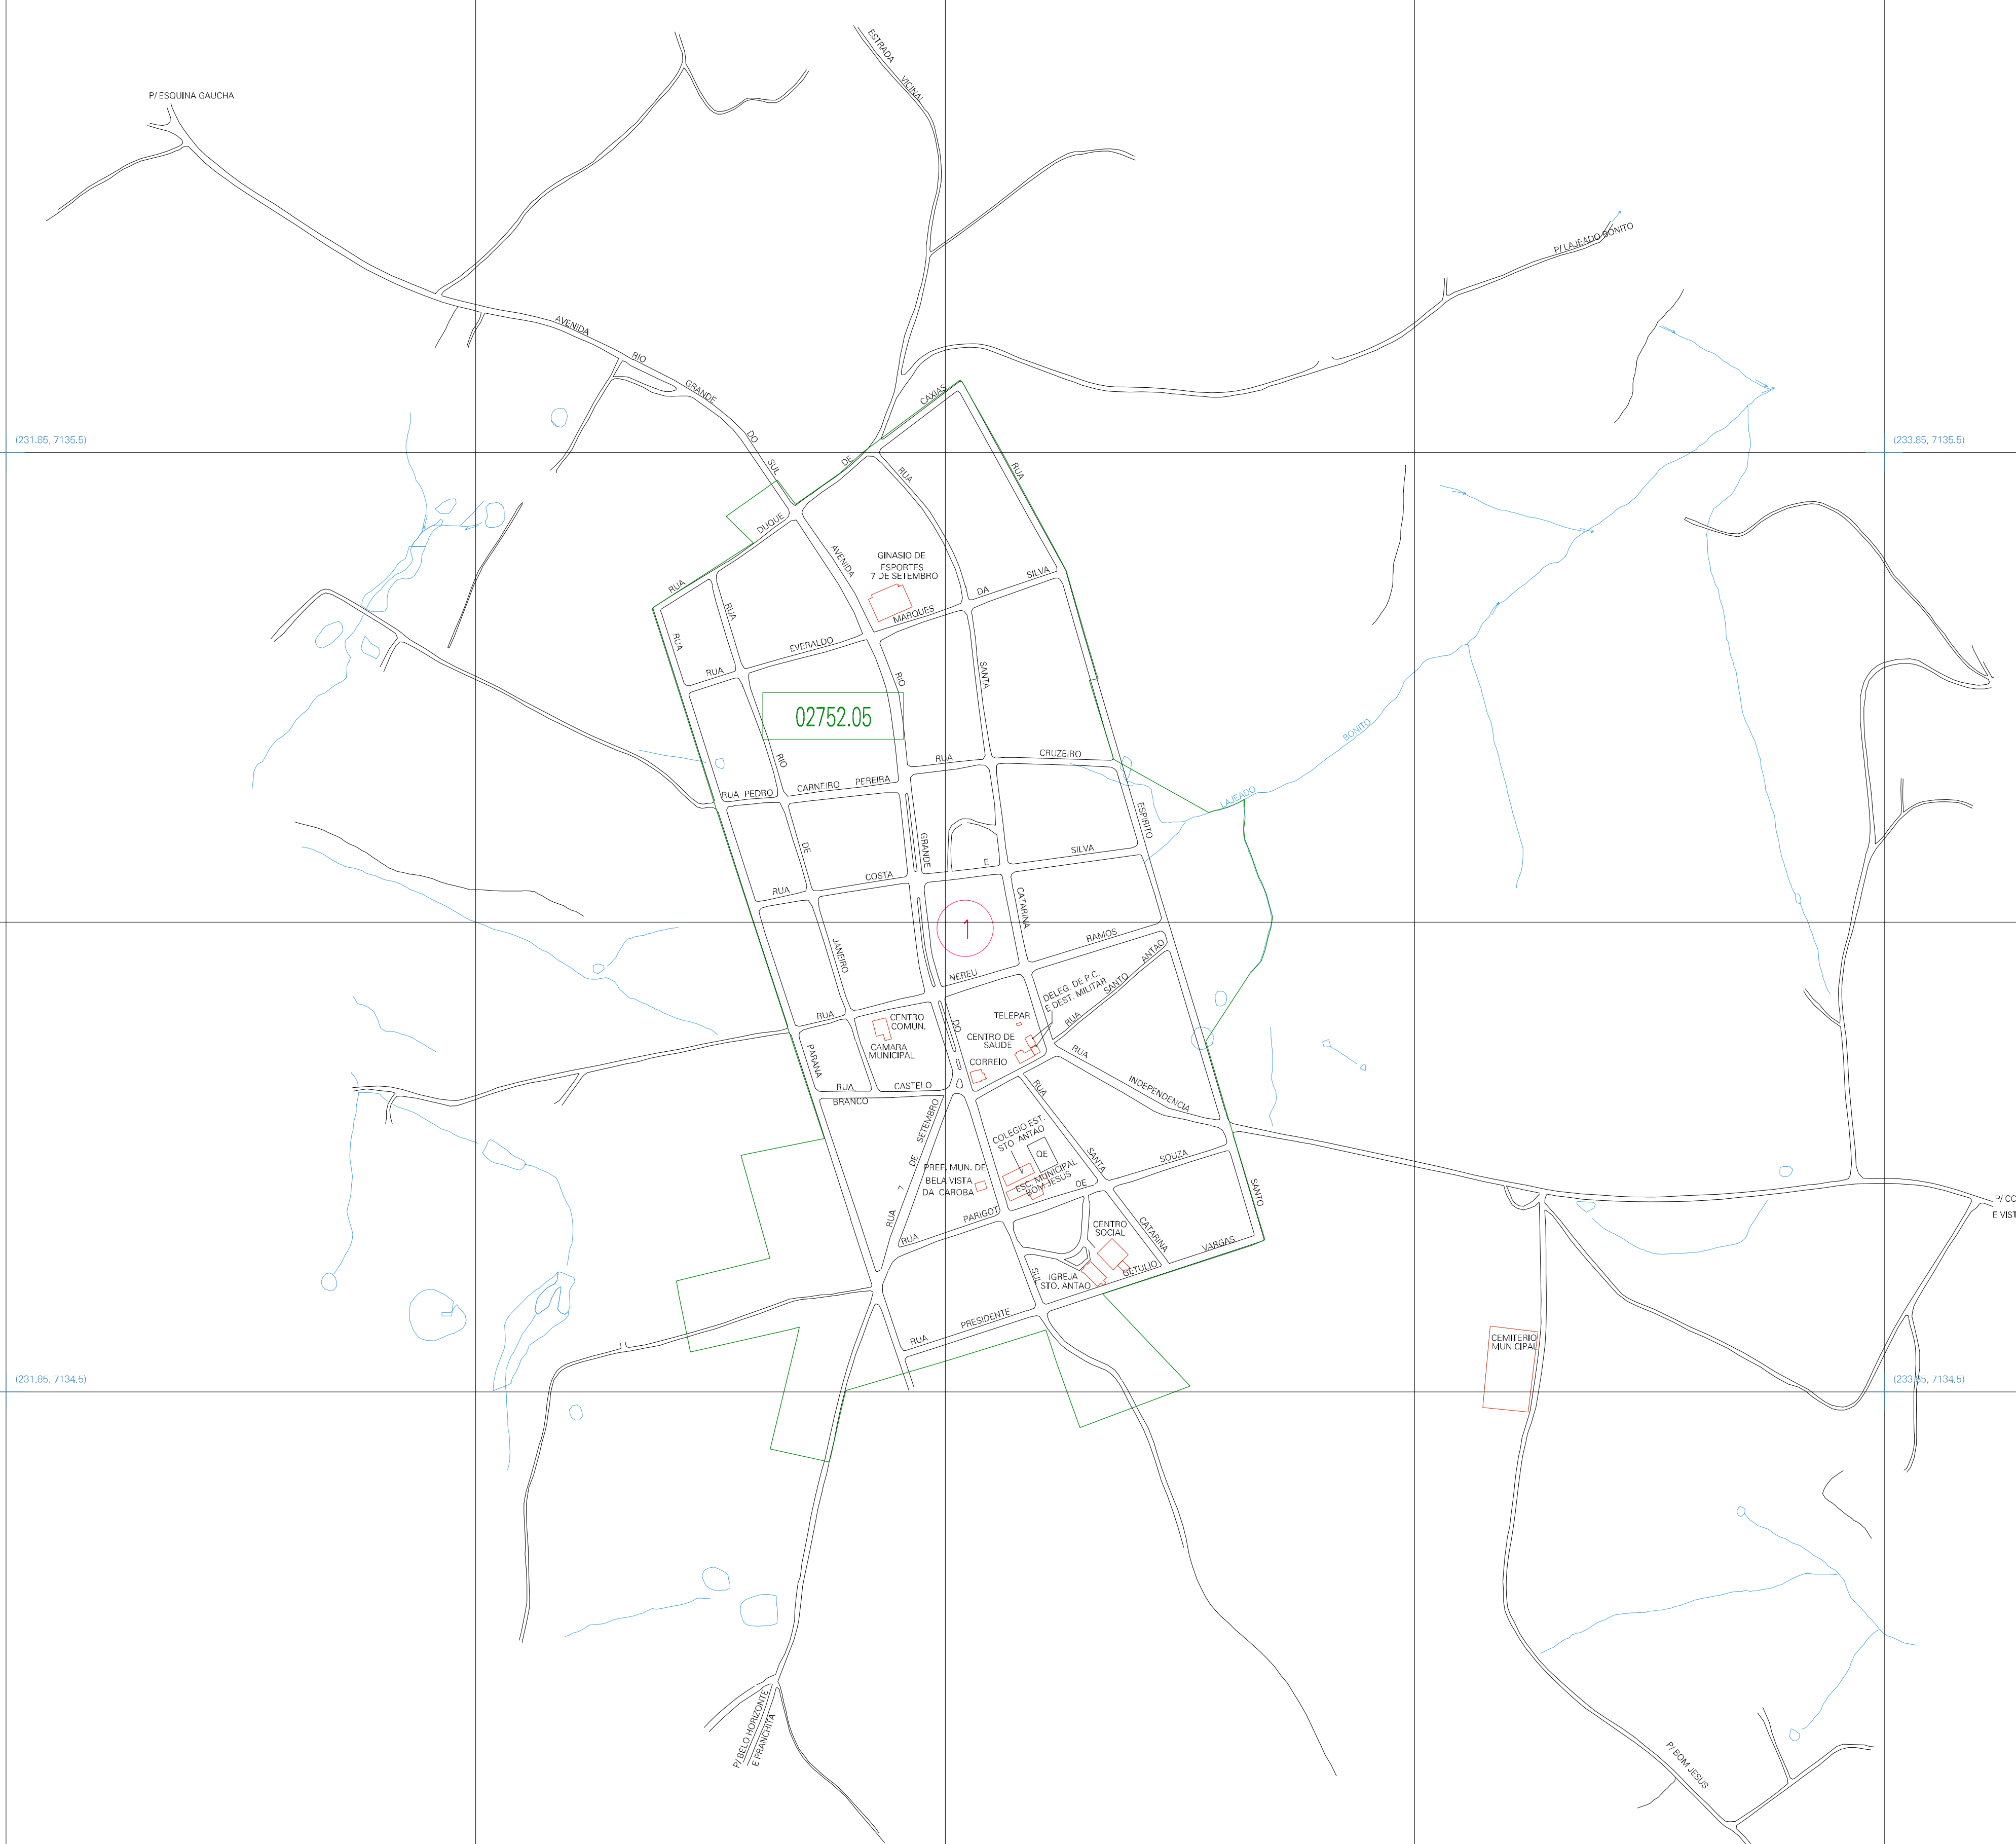 ESTRADA VICINAL
P/ ESQUINA GAUCHA
P/ LAJEADO BONITO
AVENIDA RIO GRANDE DO SUL
(231.85, 7135.5)
(233.85, 7135.5)
RUA DUQUE DE CAXIAS
RUA
RUA
AVENIDA
GINASIO DE
ESPORTES
7 DE SETEMBRO
RUA
RUA
RUA EVERALDO MARQUES DA SILVA
RIO
SANTA
02752.05
RIO
RUA CRUZEIRO
BONITO
LAJEADO
RUA PEDRO CARNEIRO PEREIRA
ESPIRITO
DE
GRANDE
RUA COSTA E SILVA
CATARINA
1
JANEIRO
RUA NEREU RAMOS
RUA SANTO ANTAO
DELEG. DE P.C.
E DEST. MILITAR
TELEPAR
CENTRO
COMUN.
DO
CENTRO DE
SAUDE
CAMARA
MUNICIPAL
CORREIO
PARANA
RUA INDEPENDENCIA
RUA CASTELO
BRANCO
RUA
COLEGIO EST.
STO. ANTAO
QE
RUA 7 DE SETEMBRO
SANTA
PREF. MUN. DE
BELA VISTA
DA CAROBA
ESC. MUNICIPAL
BOM JESUS
RUA PARIGOT DE SOUZA
SANTO
P/ CO
E VIST
CENTRO
SOCIAL
CATARINA
SUL
IGREJA
STO. ANTAO
RUA PRESIDENTE GETULIO VARGAS
CEMITERIO
MUNICIPAL
(231.85, 7134.5)
(233.85, 7134.5)
P/ BELO HORIZONTE
E PRANCHITA
P/ BOM JESUS